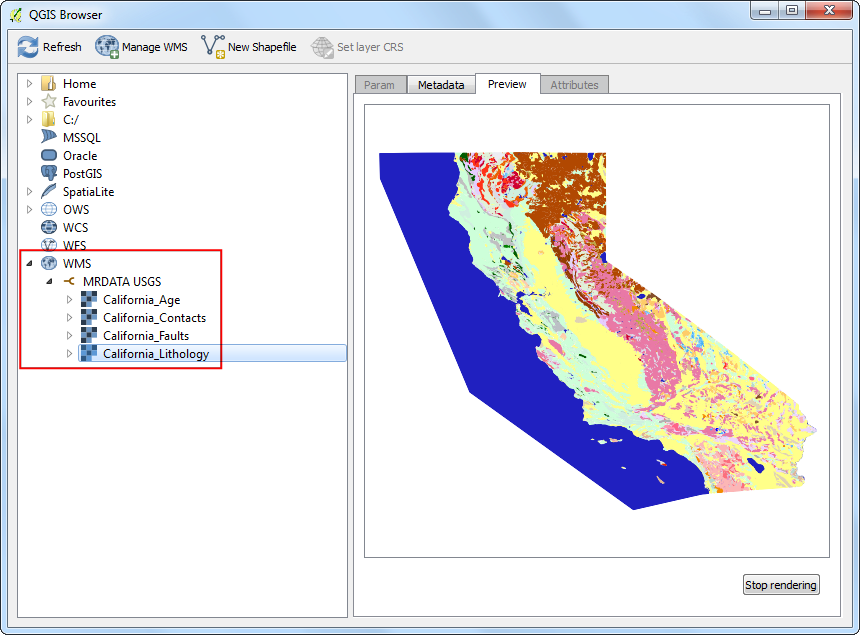 QGIS Browser
Refresh Manage WMS New Shapefile Set layer CRS
Param Metadata Preview Attributes
Home
Favourites
C:/
MSSQL
Oracle
PostGIS
SpatiaLite
OWS
WCS
WFS
WMS
MRDATA USGS
California_Age
California_Contacts
California_Faults
California_Lithology
Stop rendering